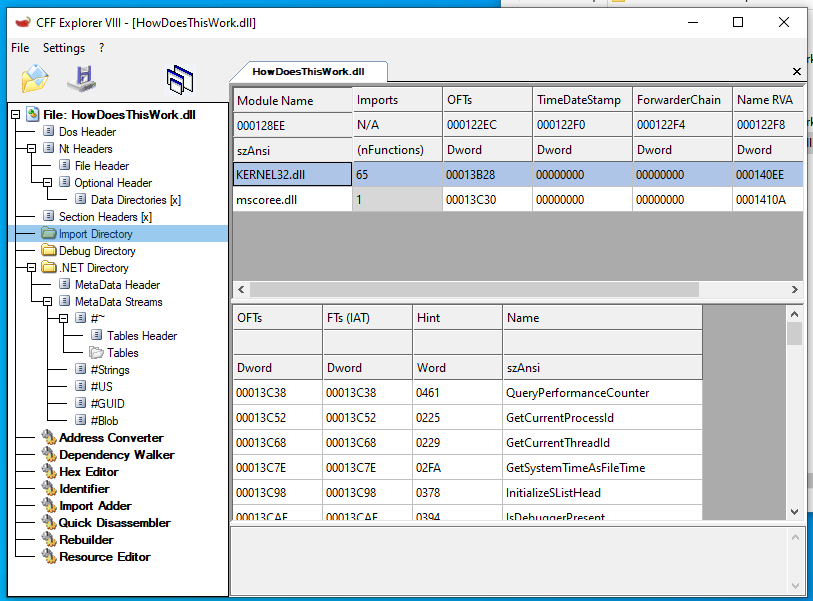 CFF Explorer VIII - [HowDoesThisWork.dll]
File Settings ?
HowDoesThisWork.dll
File: HowDoesThisWork.dll
Dos Header
Nt Headers
File Header
Optional Header
Data Directories [x]
Section Headers [x]
Import Directory
Debug Directory
.NET Directory
MetaData Header
MetaData Streams
#~
Tables Header
Tables
#Strings
#US
#GUID
#Blob
Address Converter
Dependency Walker
Hex Editor
Identifier
Import Adder
Quick Disassembler
Rebuilder
Resource Editor
Module Name Imports OFTs TimeDateStamp ForwarderChain Name RVA
000128EE N/A 000122EC 000122F0 000122F4 000122F8
szAnsi (nFunctions) Dword Dword Dword Dword
KERNEL32.dll 65 00013B28 00000000 00000000 000140EE
mscoree.dll 1 00013C30 00000000 00000000 0001410A
OFTs FTs (IAT) Hint Name
Dword Dword Word szAnsi
00013C38 00013C38 0461 QueryPerformanceCounter
00013C52 00013C52 0225 GetCurrentProcessId
00013C68 00013C68 0229 GetCurrentThreadId
00013C7E 00013C7E 02FA GetSystemTimeAsFileTime
00013C98 00013C98 0378 InitializeSListHead
00013CAE 00013CAE 0394 IsDebuggerPresent